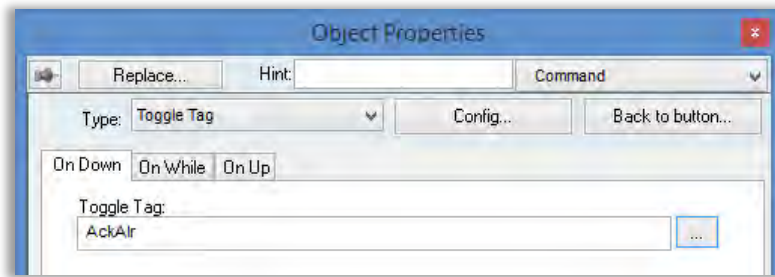 Object Properties
Replace... Hint: Command
Type: Toggle Tag Config... Back to button...
On Down On While On Up
Toggle Tag:
AckAlr ...